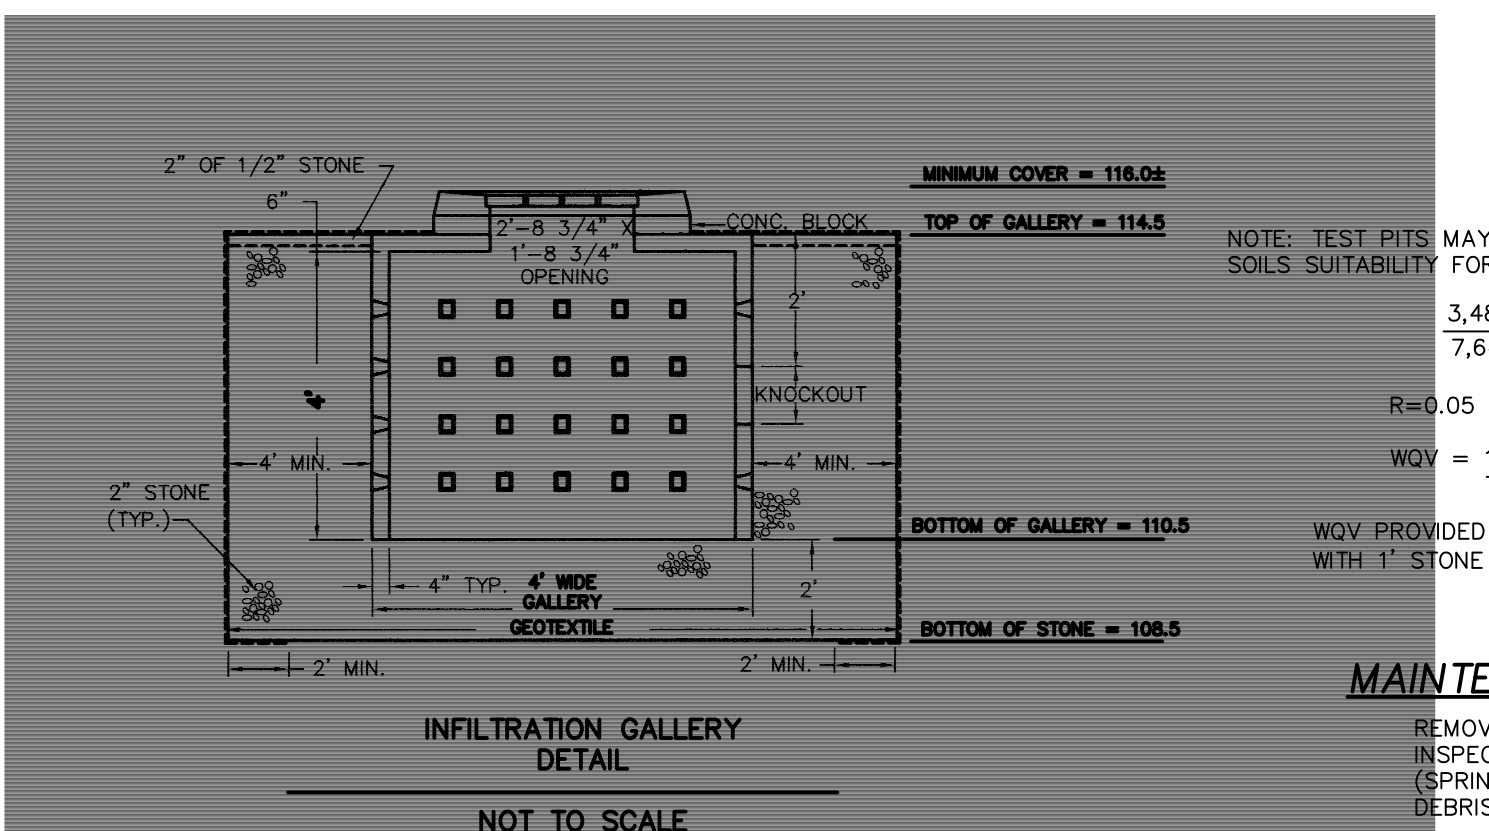 2" OF 1/2" STONE
6"
2'-8 3/4" X
1'-8 3/4"
OPENING
CONC. BLOCK
MINIMUM COVER = 116.0±
TOP OF GALLERY = 114.5
2'
KNOCKOUT
4'
4' MIN.
4' MIN.
2" STONE
(TYP.)
BOTTOM OF GALLERY = 110.5
4" TYP.
4' WIDE
GALLERY
2'
GEOTEXTILE
BOTTOM OF STONE = 108.5
2' MIN.
2' MIN.
INFILTRATION GALLERY
DETAIL
NOT TO SCALE
NOTE: TEST PITS MAY
SOILS SUITABILITY
R=0.05
WQV =
WQV PROVIDED
WITH 1' STONE